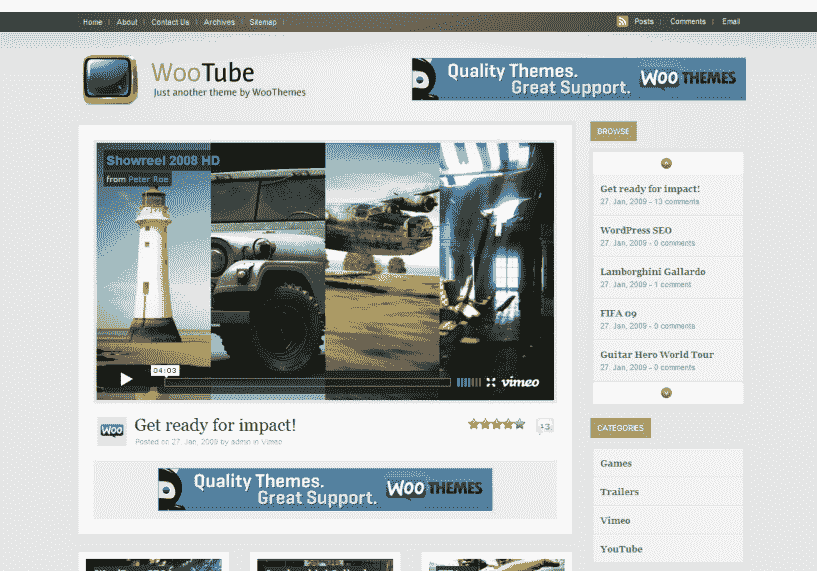 Home
About
Contact Us
Archives
Sitemap
Posts
Comments
Email
WooTube
Just another theme by WooThemes
Quality Themes.
Great Support.
WOO THEMES
Showreel 2008 HD
from Peter Roe
04:03
vimeo
Woo
Get ready for impact!
Posted on 27. Jan, 2009 by admin in Vimeo
13
Quality Themes.
Great Support.
WOO THEMES
BROWSE
Get ready for impact!
27. Jan, 2009 - 13 comments
WordPress SEO
27. Jan, 2009 - 0 comments
Lamborghini Gallardo
27. Jan, 2009 - 1 comment
FIFA 09
27. Jan, 2009 - 0 comments
Guitar Hero World Tour
27. Jan, 2009 - 0 comments
CATEGORIES
Games
Trailers
Vimeo
YouTube